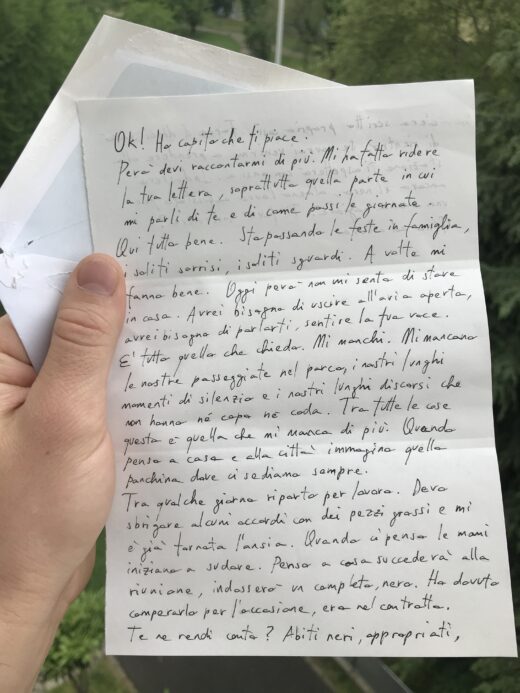 Ok! Ho capito che ti piace.
Però devi raccontarmi di più. Mi ha fatto ridere
la tua lettera, soprattutto quella parte in cui
mi parli di te e di come passi le giornate.
Qui tutto bene. Sto passando le feste in famiglia,
i soliti sorrisi, i soliti sguardi. A volte mi
fanno bene. Oggi però non mi sento di stare
in casa. Avrei bisogno di uscire all'aria aperta,
avrei bisogno di parlarti, sentire la tua voce.
E' tutto quello che chiedo. Mi manchi. Mi mancano
le nostre passeggiate nel parco, i nostri lunghi
momenti di silenzio e i nostri lunghi discorsi che
non hanno né capo né coda. Tra tutte le cose
questa è quella che mi manca di più. Quando
penso a casa e alla città immagino quella
panchina dove ci sediamo sempre.
Tra qualche giorno riparto per lavoro. Devo
sbrigare alcuni accordi con dei pezzi grossi e mi
è già tornata l'ansia. Quando ci penso le mani
iniziano a sudare. Penso a cosa succederà alla
riunione, indosserò un completo, nero. Ho dovuto
comperarlo per l'occasione, era nel contratto.
Te ne rendi conto? Abiti neri, appropriati,